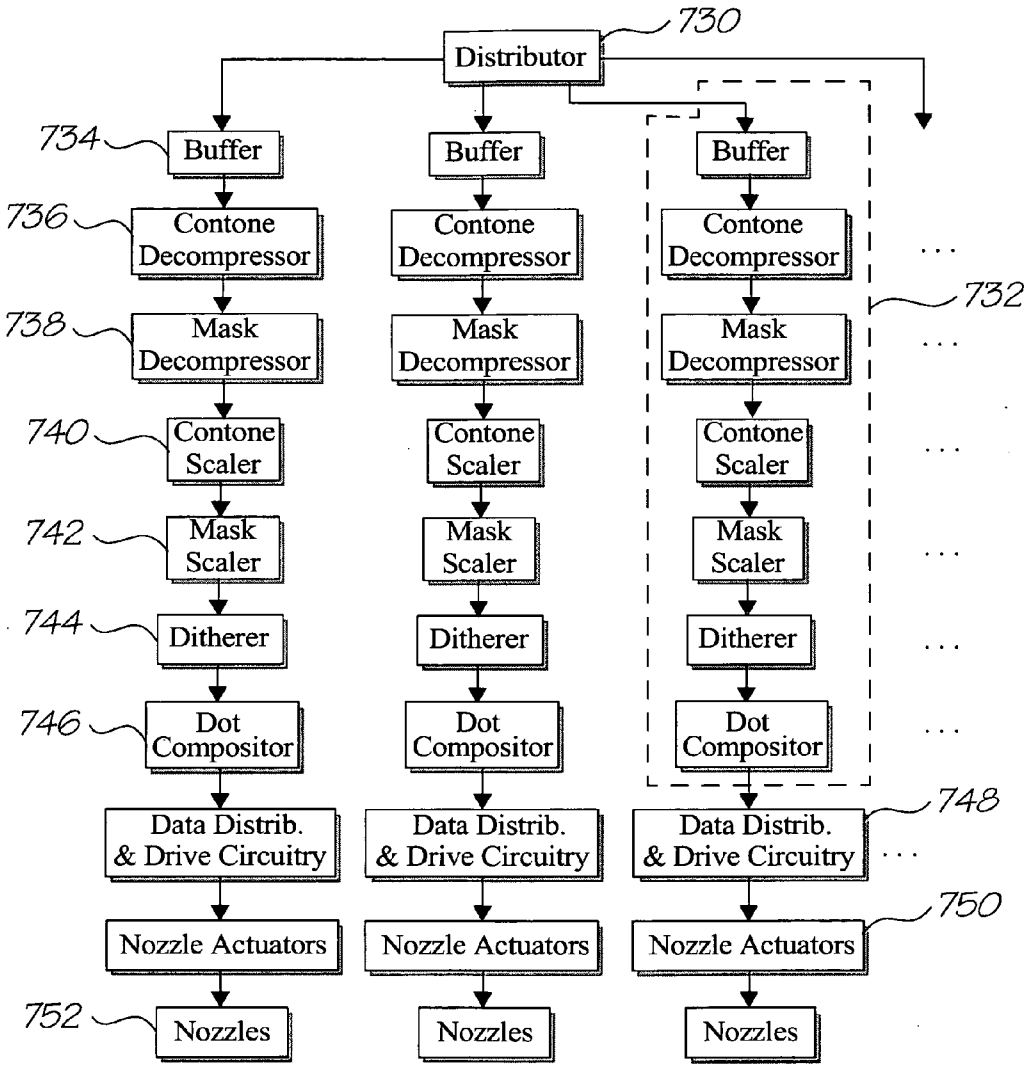 730
Distributor
734
Buffer
Buffer
Buffer
736
Contone
Decompressor
Contone
Decompressor
Contone
Decompressor
...
732
738
Mask
Decompressor
Mask
Decompressor
Mask
Decompressor
...
740
Contone
Scaler
Contone
Scaler
Contone
Scaler
...
742
Mask
Scaler
Mask
Scaler
Mask
Scaler
...
744
Ditherer
Ditherer
Ditherer
...
746
Dot
Compositor
Dot
Compositor
Dot
Compositor
...
748
Data Distrib.
& Drive Circuitry
Data Distrib.
& Drive Circuitry
Data Distrib.
& Drive Circuitry
...
750
Nozzle Actuators
Nozzle Actuators
Nozzle Actuators
752
Nozzles
Nozzles
Nozzles